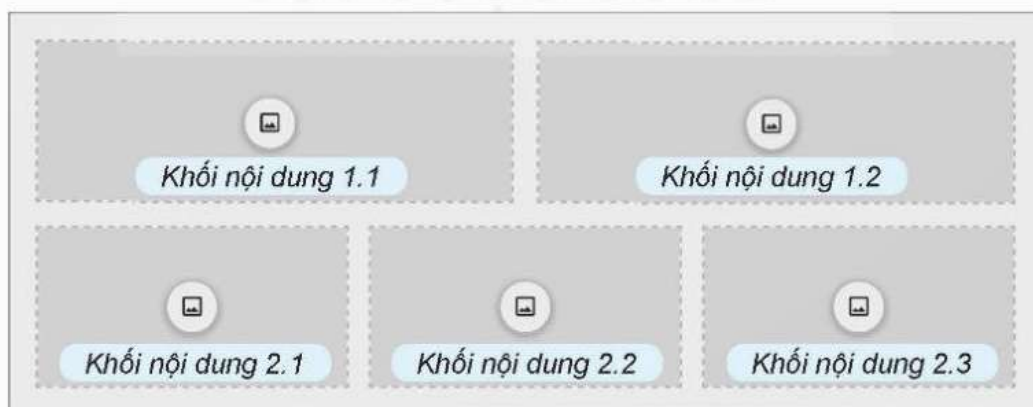 Khối nội dung 1.1
Khối nội dung 1.2
Khối nội dung 2.1
Khối nội dung 2.2
Khối nội dung 2.3